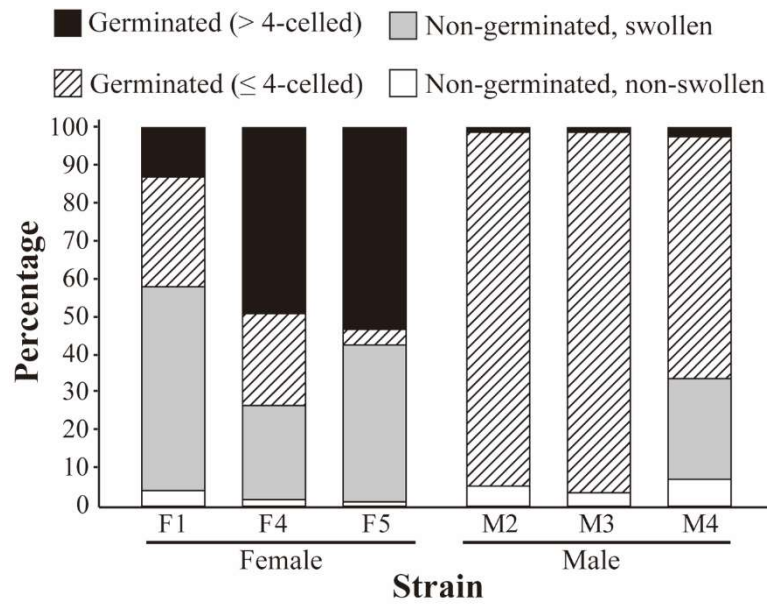 Germinated (> 4-celled) Non-germinated, swollen
Germinated (≤ 4-celled) Non-germinated, non-swollen
100
90
80
70
60
50
40
30
20
10
0
Percentage
F1 F4 F5 M2 M3 M4
Female Male
Strain